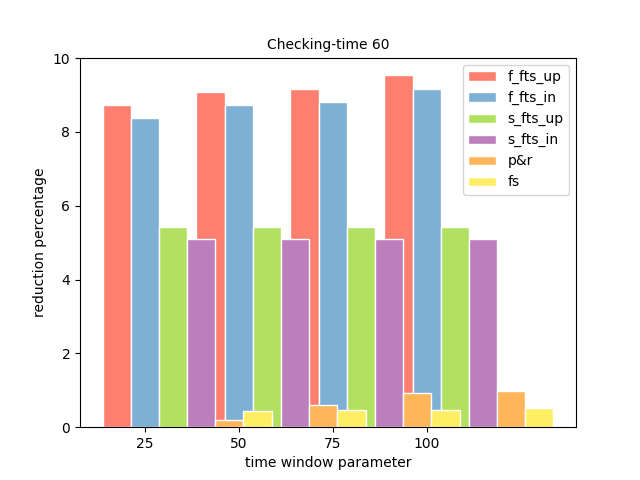 Checking-time 60
10
8
6
4
2
0
reduction percentage
f_fts_up
f_fts_in
s_fts_up
s_fts_in
p&r
fs
25 50 75 100
time window parameter